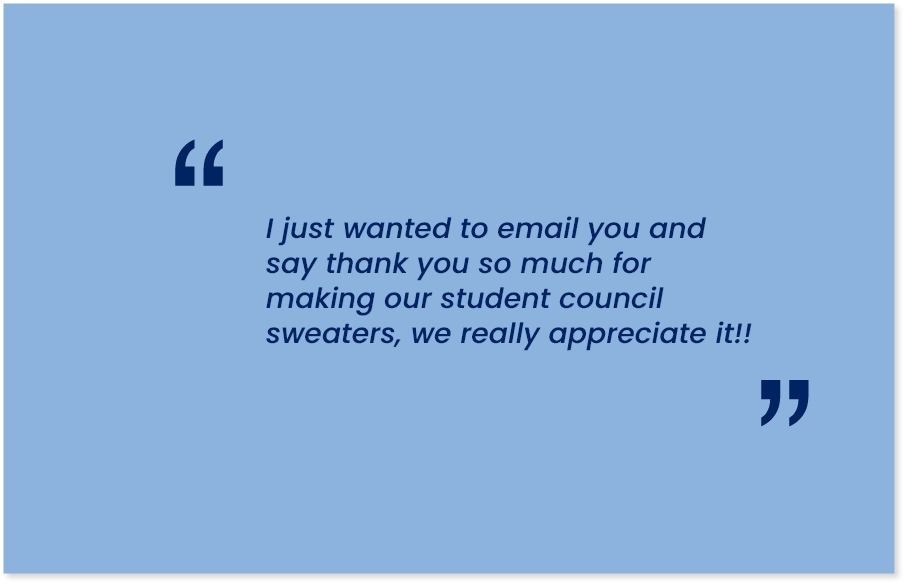 “
I just wanted to email you and
say thank you so much for
making our student council
sweaters, we really appreciate it!!
”